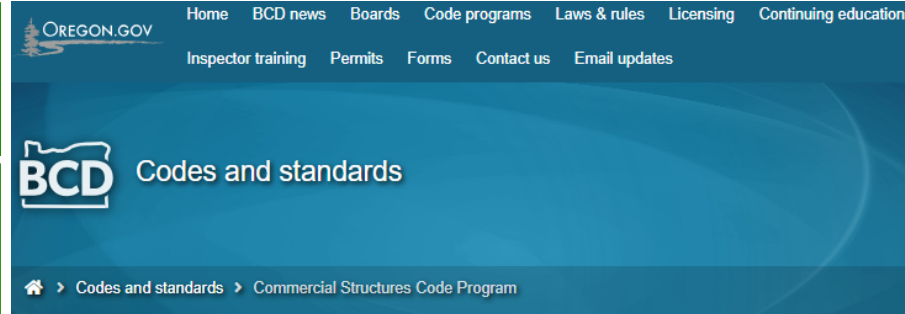 OREGON.GOV
Home BCD news Boards Code programs Laws & rules Licensing Continuing education
Inspector training Permits Forms Contact us Email updates
BCD Codes and standards
> Codes and standards > Commercial Structures Code Program